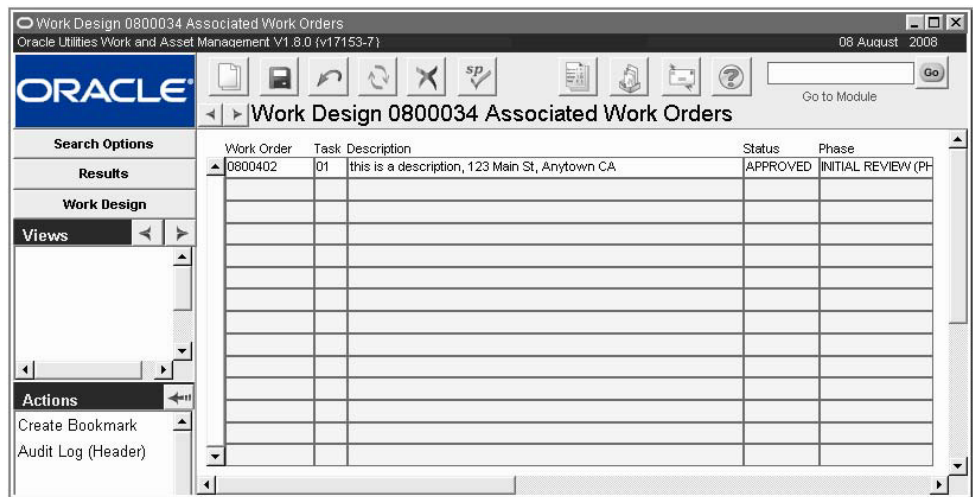 Work Design 0800034 Associated Work Orders
Oracle Utilities Work and Asset Management V1.8.0 {v17153-7} 08 August 2008
ORACLE
sp
Go
Go to Module
Work Design 0800034 Associated Work Orders
Search Options
Results
Work Design
Views
Actions
Create Bookmark
Audit Log (Header)
Work Order Task Description Status Phase
0800402 01 this is a description, 123 Main St, Anytown CA APPROVED INITIAL REVIEW (PH